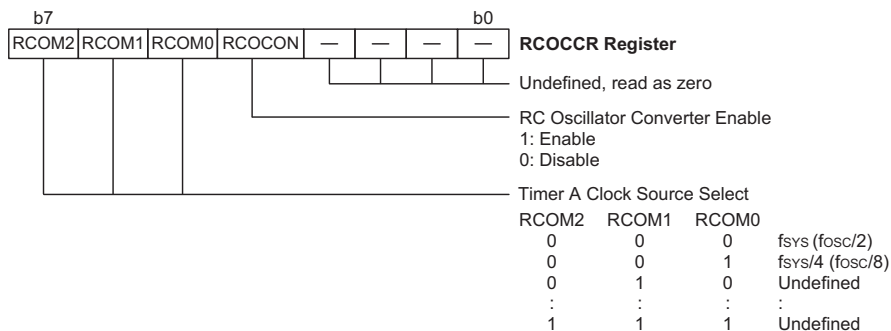 b7 b0
RCOM2 RCOM1 RCOM0 RCOCON — — — — RCOCCR Register
Undefined, read as zero
RC Oscillator Converter Enable
1: Enable
0: Disable
Timer A Clock Source Select
RCOM2 RCOM1 RCOM0
0 0 0 fSYS (fOSC/2)
0 0 1 fSYS/4 (fOSC/8)
0 1 0 Undefined
: : : :
1 1 1 Undefined